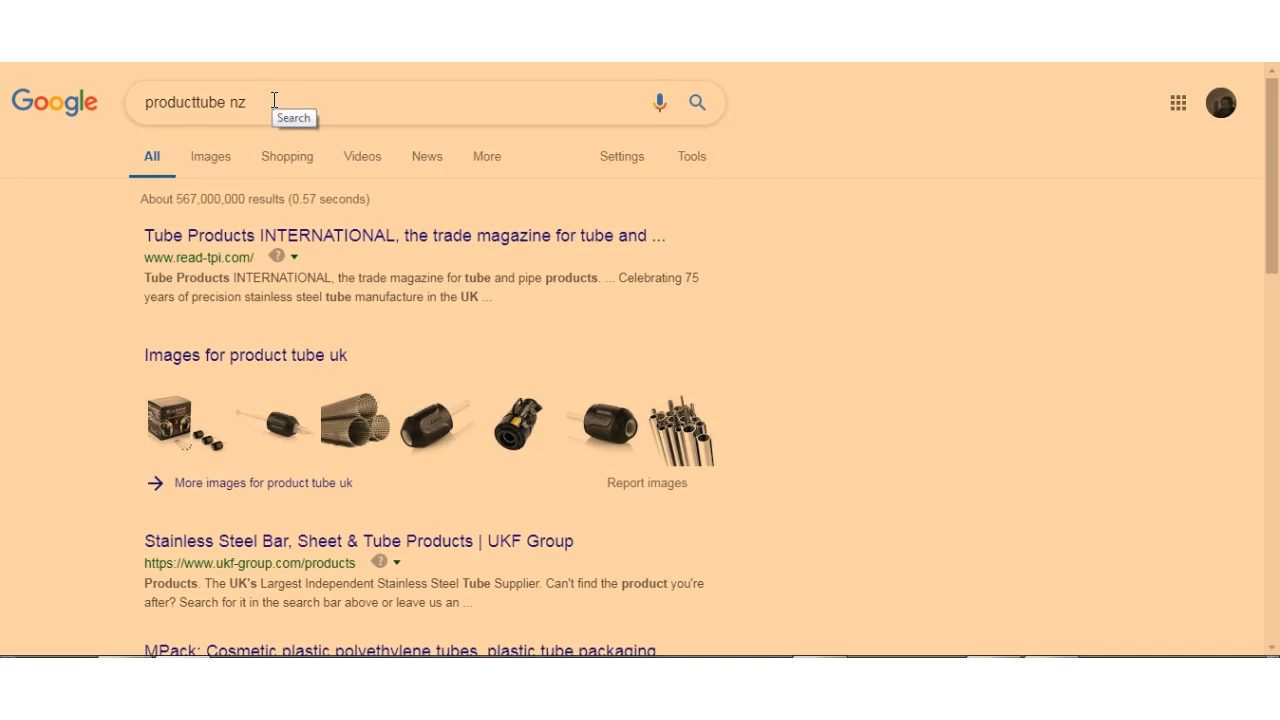 Google
producttube nz
Search
All Images Shopping Videos News More Settings Tools
About 567,000,000 results (0.57 seconds)
Tube Products INTERNATIONAL, the trade magazine for tube and ...
www.read-tpi.com/
Tube Products INTERNATIONAL, the trade magazine for tube and pipe products. ... Celebrating 75
years of precision stainless steel tube manufacture in the UK ...
Images for product tube uk
More images for product tube uk Report images
Stainless Steel Bar, Sheet & Tube Products | UKF Group
https://www.ukf-group.com/products
Products. The UK's Largest Independent Stainless Steel Tube Supplier. Can't find the product you're
after? Search for it in the search bar above or leave us an ...
MPack: Cosmetic plastic polyethylene tubes, plastic tube packaging